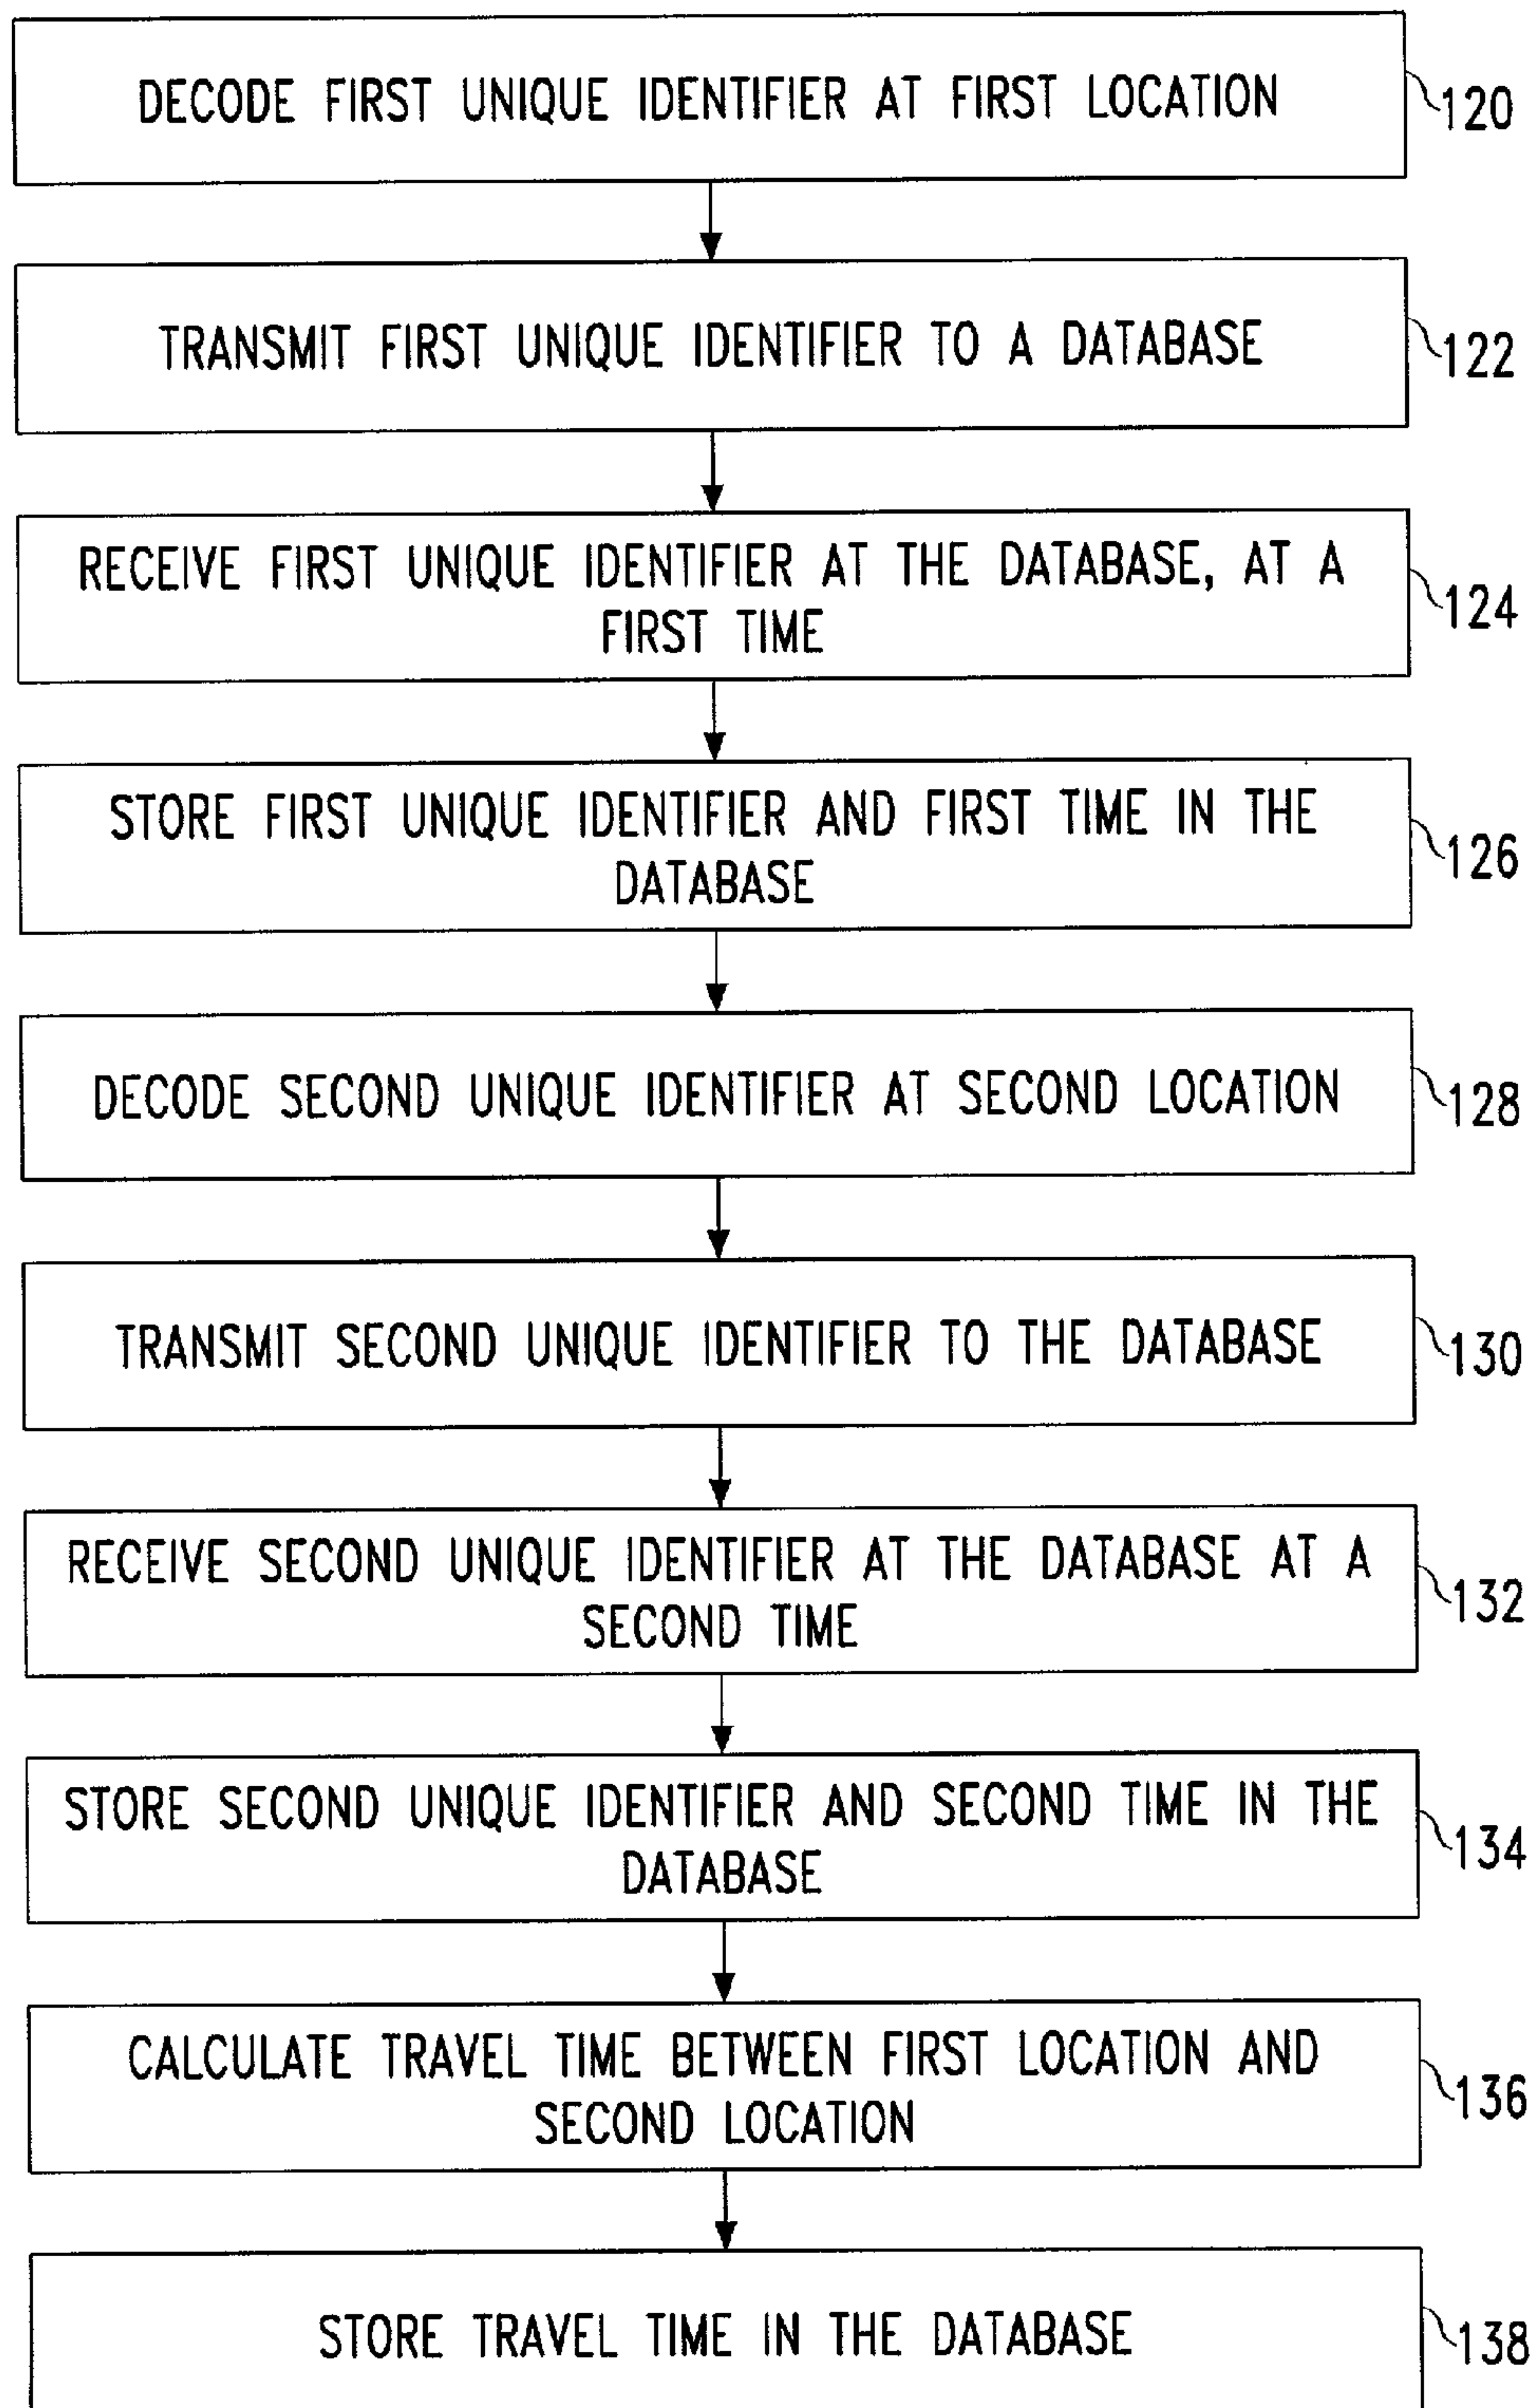 DECODE FIRST UNIQUE IDENTIFIER AT FIRST LOCATION
120
TRANSMIT FIRST UNIQUE IDENTIFIER TO A DATABASE
122
RECEIVE FIRST UNIQUE IDENTIFIER AT THE DATABASE, AT A
FIRST TIME
124
STORE FIRST UNIQUE IDENTIFIER AND FIRST TIME IN THE
DATABASE
126
DECODE SECOND UNIQUE IDENTIFIER AT SECOND LOCATION
128
TRANSMIT SECOND UNIQUE IDENTIFIER TO THE DATABASE
130
RECEIVE SECOND UNIQUE IDENTIFIER AT THE DATABASE AT A
SECOND TIME
132
STORE SECOND UNIQUE IDENTIFIER AND SECOND TIME IN THE
DATABASE
134
CALCULATE TRAVEL TIME BETWEEN FIRST LOCATION AND
SECOND LOCATION
136
STORE TRAVEL TIME IN THE DATABASE
138